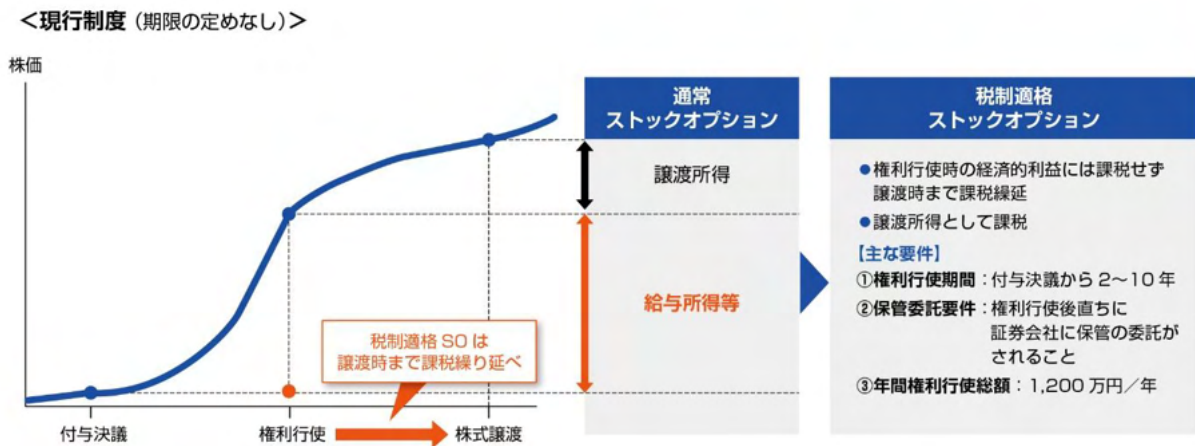 ＜現行制度（期限の定めなし）＞
株価
税制適格 SO は
譲渡時まで課税繰り延べ
付与決議
権利行使
株式譲渡
通常
ストックオプション
譲渡所得
給与所得等
税制適格
ストックオプション
●権利行使時の経済的利益には課税せず
譲渡時まで課税繰延
●譲渡所得として課税
【主な要件】
①権利行使期間：付与決議から 2〜10 年
②保管委託要件：権利行使後直ちに
証券会社に保管の委託が
されること
③年間権利行使総額：1,200 万円／年